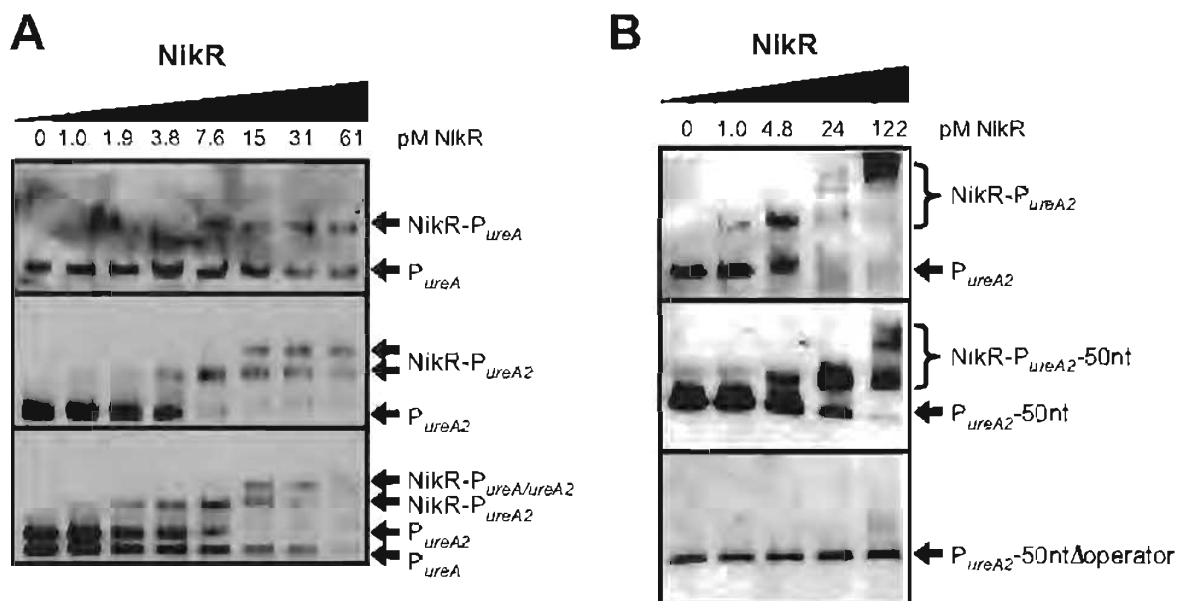 A
NikR
0 1.0 1.9 3.8 7.6 15 31 61 pM NikR
NikR-PureA
PureA
NikR-PureA2
PureA2
NikR-PureA/ureA2
NikR-PureA2
PureA2
PureA
B
NikR
0 1.0 4.8 24 122 pM NikR
NikR-PureA2
PureA2
NikR-PureA2-50nt
PureA2-50nt
PureA2-50ntΔoperator